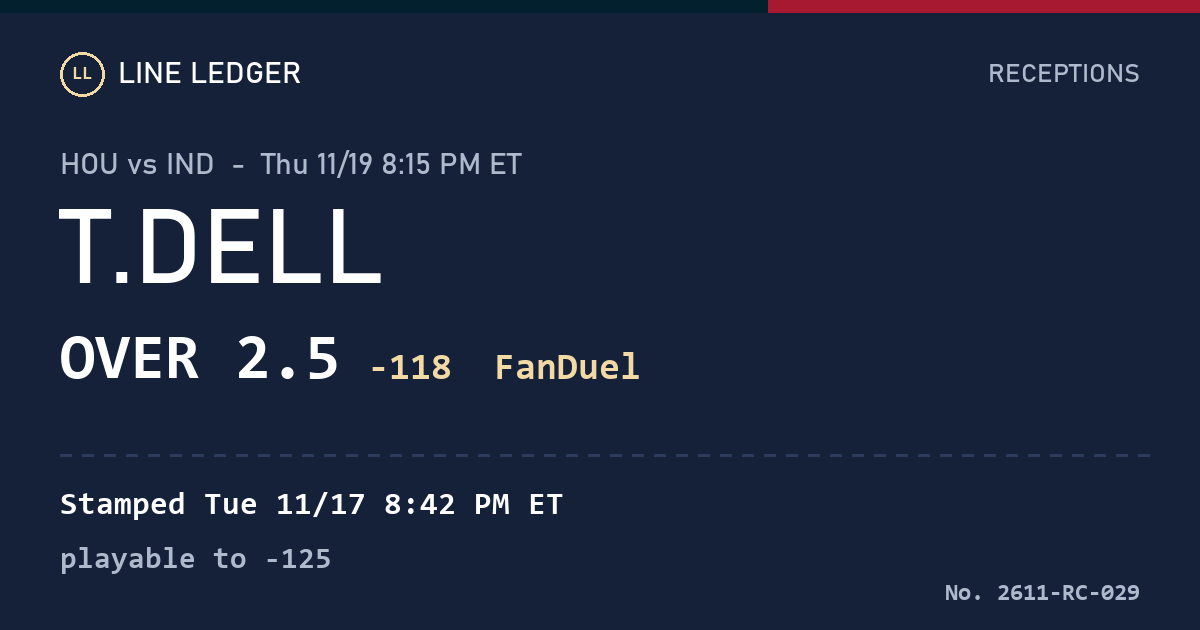 LL LINE LEDGER RECEPTIONS
HOU vs IND - Thu 11/19 8:15 PM ET
T.DELL
OVER 2.5 -118 FanDuel
Stamped Tue 11/17 8:42 PM ET
playable to -125
No. 2611-RC-029